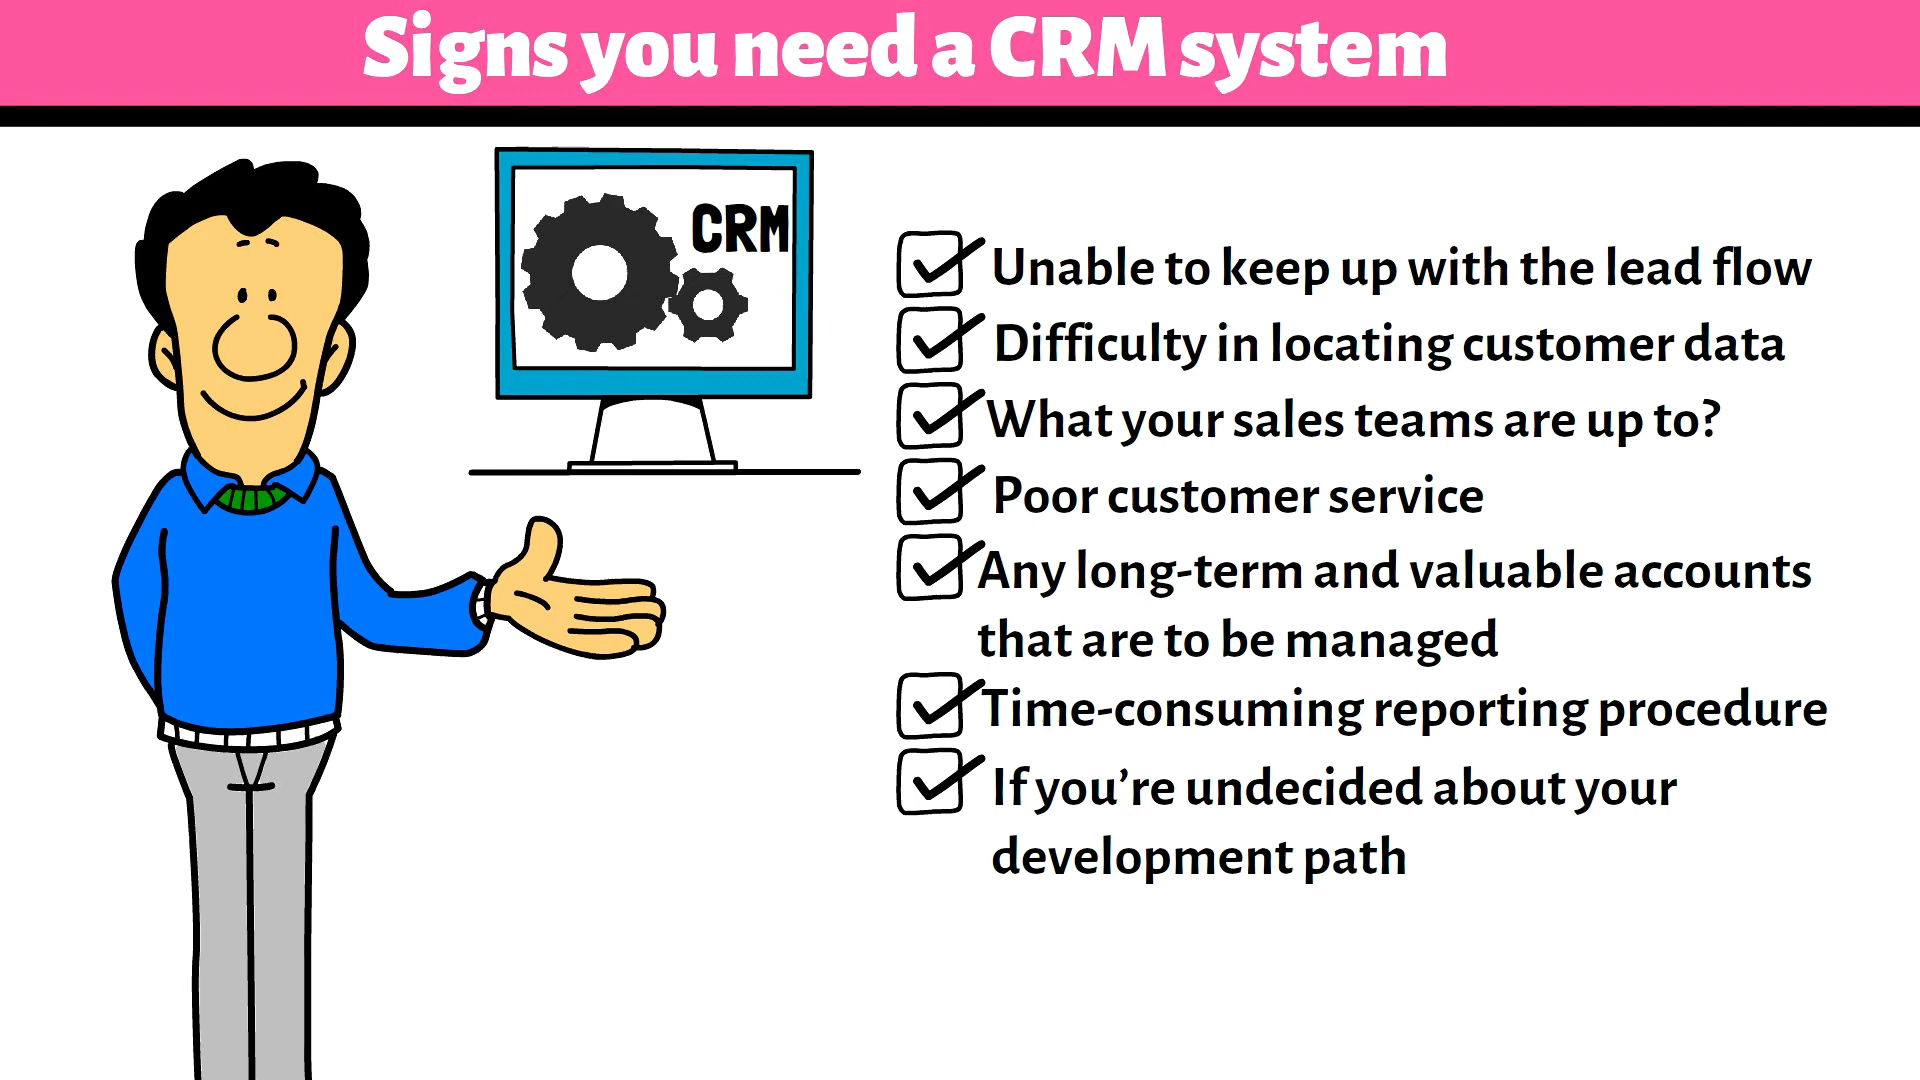 Signs you need a CRM system
CRM
Unable to keep up with the lead flow
Difficulty in locating customer data
What your sales teams are up to?
Poor customer service
Any long-term and valuable accounts
that are to be managed
Time-consuming reporting procedure
If you’re undecided about your
development path